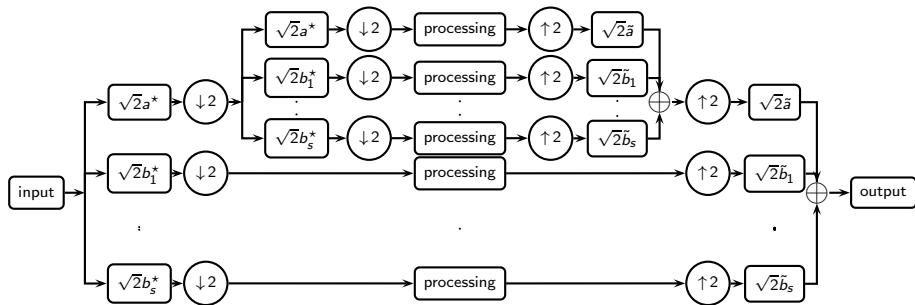 √2a⋆ ↓2 processing ↑2 √2ã
√2b₁⋆ ↓2 processing ↑2 √2b̃₁
√2a⋆ ↓2 ↑2 √2ã
√2bₛ⋆ ↓2 processing ↑2 √2b̃ₛ
√2b₁⋆ ↓2 processing ↑2 √2b̃₁
input output
√2bₛ⋆ ↓2 processing ↑2 √2b̃ₛ